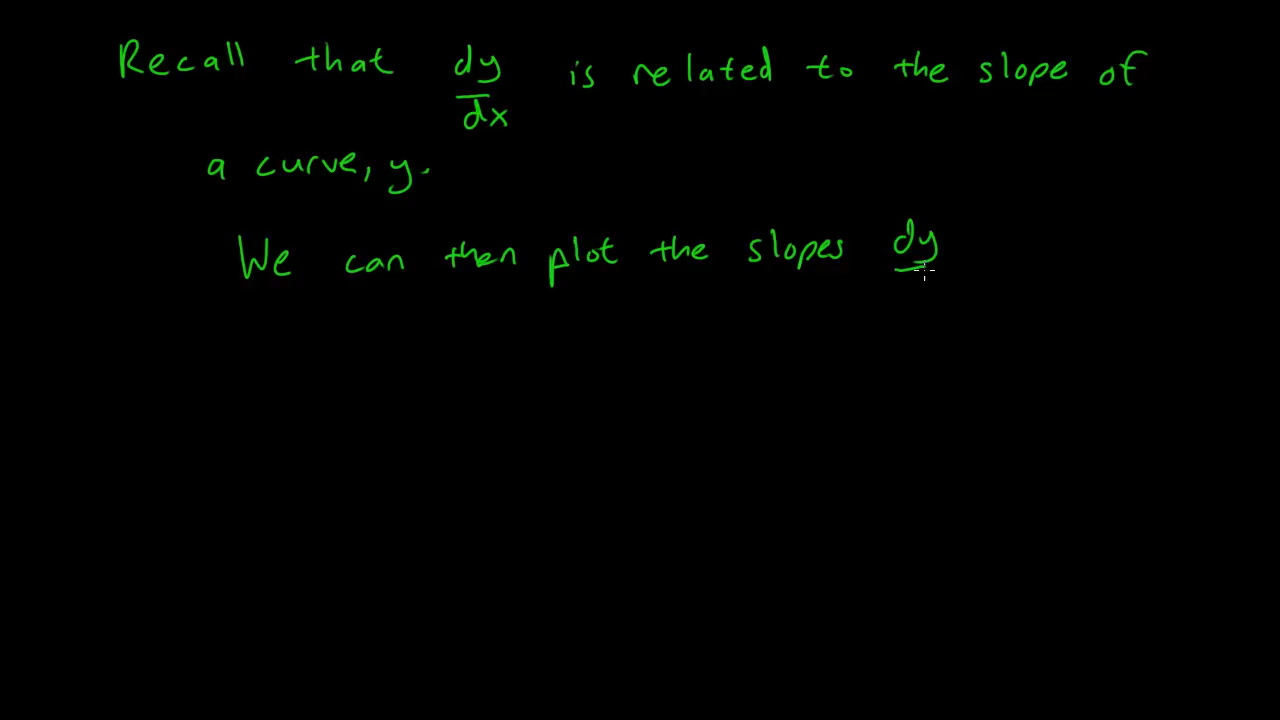 Recall that dy/dx is related to the slope of
a curve, y.
We can then plot the slopes dy